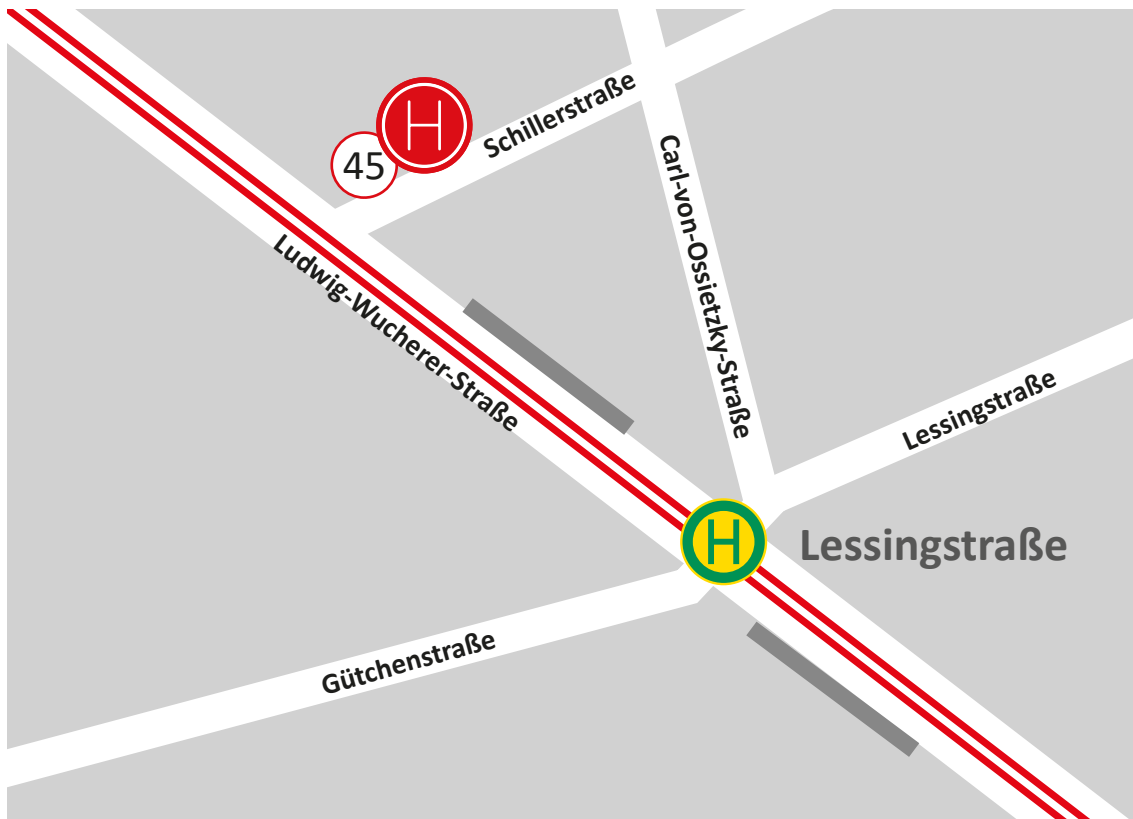 H
45
Schillerstraße
Carl-von-Ossietzky-Straße
Ludwig-Wucherer-Straße
Lessingstraße
H
Lessingstraße
Gütchenstraße